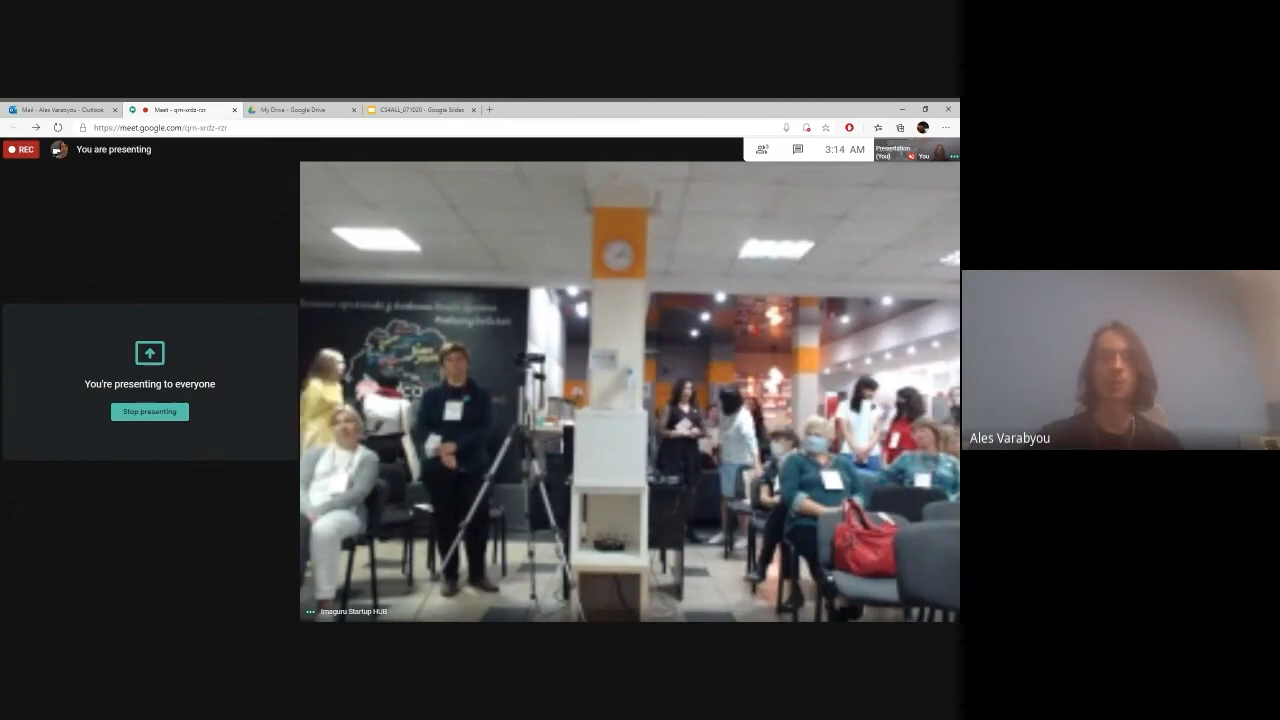 Mail - Ales Varabyou - Outlook
Meet - qrn-xrdz-rzr
My Drive - Google Drive
CS4ALL_071020 - Google Slides
https://meet.google.com/qrn-xrdz-rzr
REC
You are presenting
3
3:14 AM
Presentation (You)
You
You're presenting to everyone
Stop presenting
Ales Varabyou
Imaguru Startup HUB